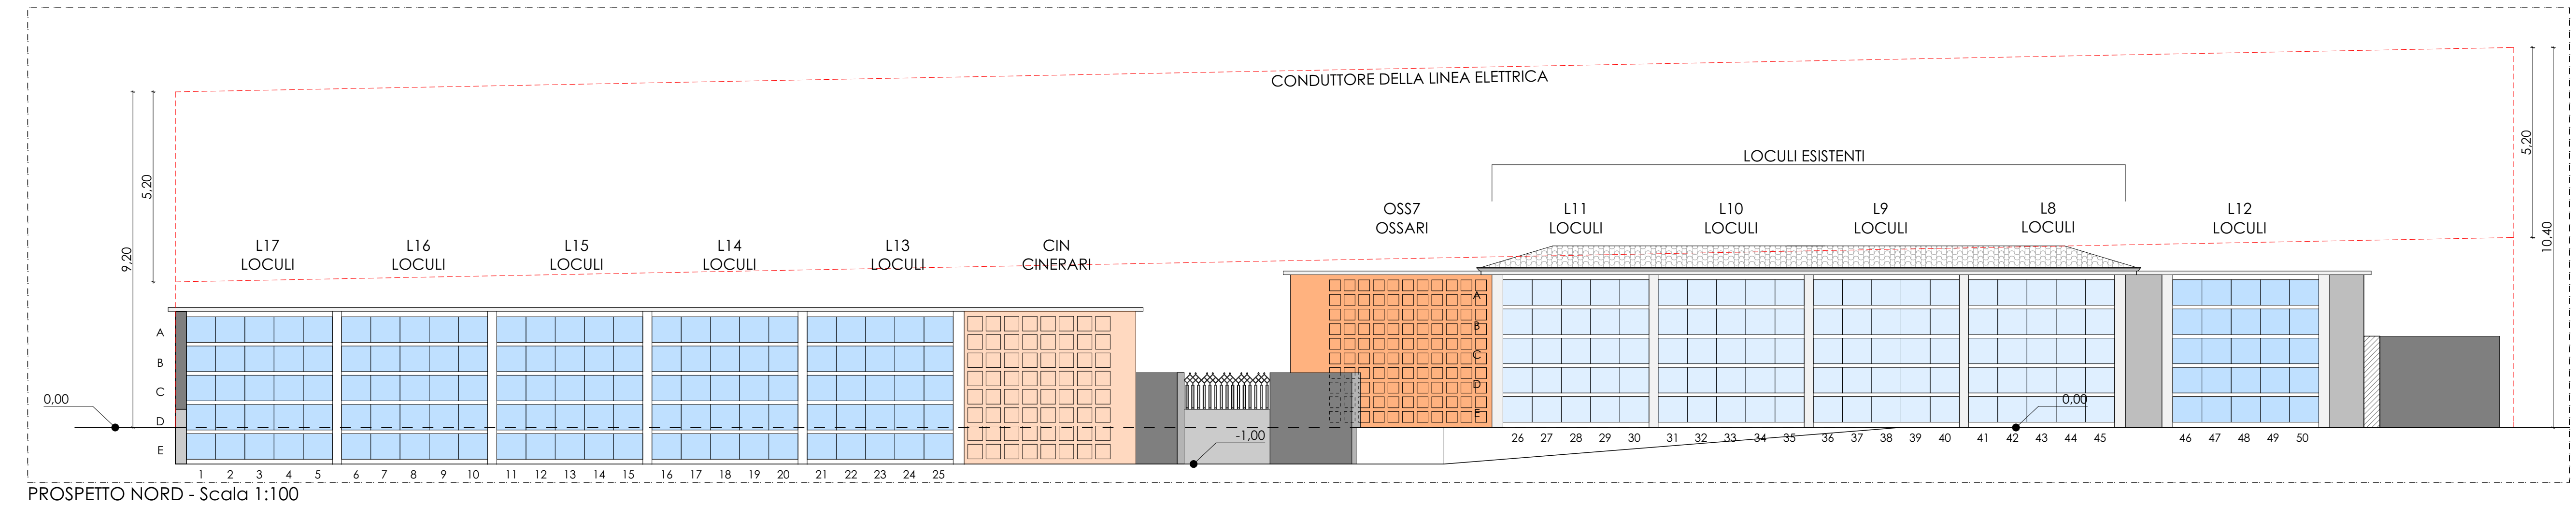 CONDUTTORE DELLA LINEA ELETTRICA
LOCULI ESISTENTI
5,20
9,20
5,20
10,40
L17
LOCULI
L16
LOCULI
L15
LOCULI
L14
LOCULI
L13
LOCULI
CIN
CINERARI
OSS7
OSSARI
L11
LOCULI
L10
LOCULI
L9
LOCULI
L8
LOCULI
L12
LOCULI
A
B
C
D
E
A
B
C
D
E
0,00
-1,00
0,00
1 2 3 4 5 6 7 8 9 10 11 12 13 14 15 16 17 18 19 20 21 22 23 24 25
26 27 28 29 30 31 32 33 34 35 36 37 38 39 40 41 42 43 44 45 46 47 48 49 50
PROSPETTO NORD - Scala 1:100